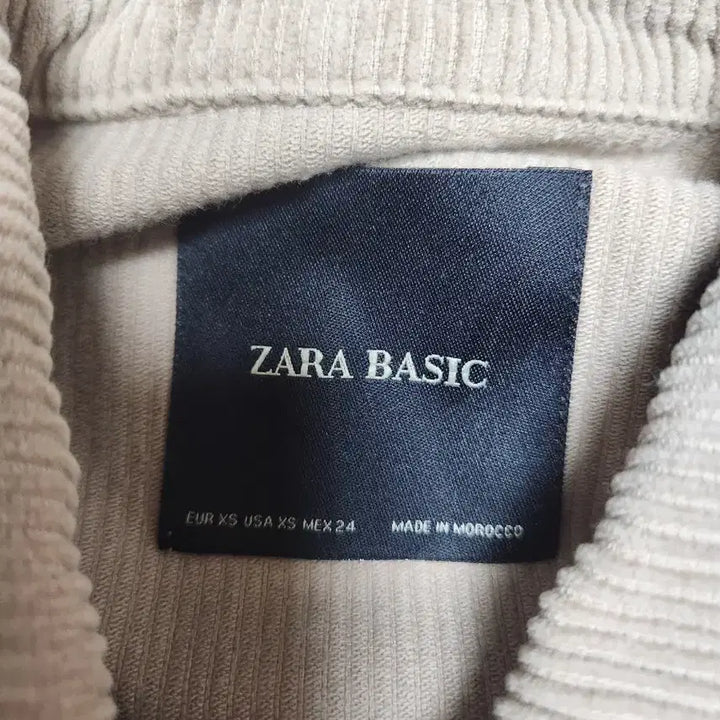 ZARA BASIC
EUR XS USA XS MEX 24 MADE IN MOROCCO